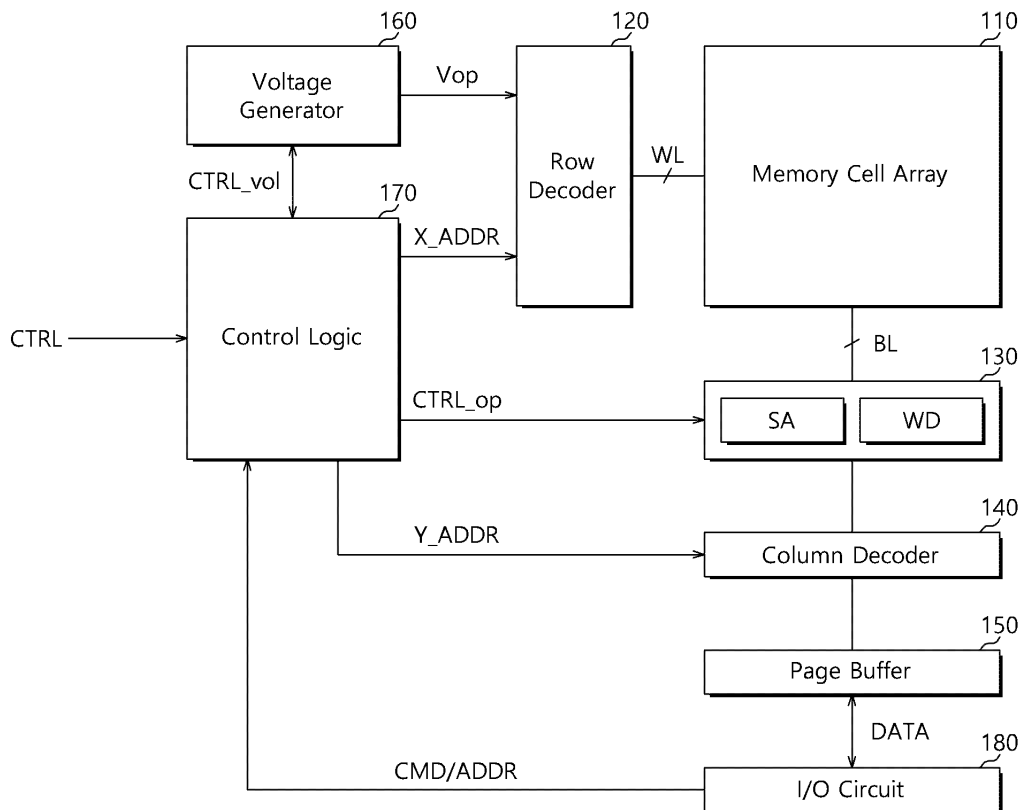 160
120
110
Voltage
Generator
Vop
Row
Decoder
WL
Memory Cell Array
CTRL_vol
170
X_ADDR
CTRL
Control Logic
BL
130
CTRL_op
SA
WD
140
Y_ADDR
Column Decoder
150
Page Buffer
DATA
180
CMD/ADDR
I/O Circuit